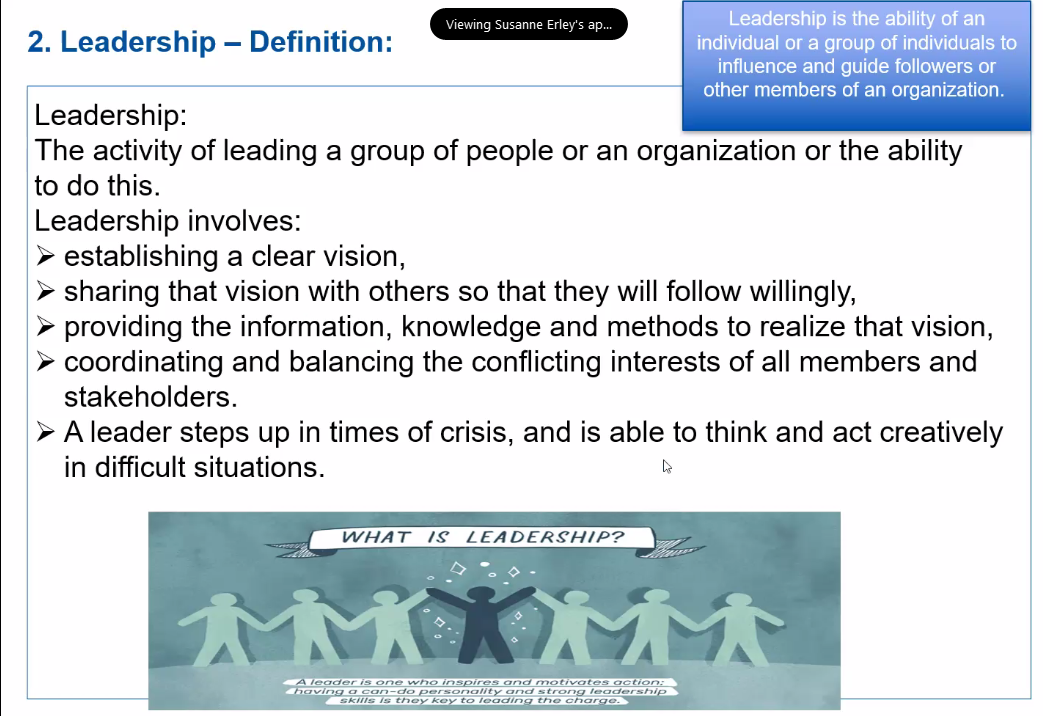 Viewing Susanne Erley's ap...
2. Leadership – Definition:
Leadership is the ability of an
individual or a group of individuals to
influence and guide followers or
other members of an organization.
Leadership:
The activity of leading a group of people or an organization or the ability
to do this.
Leadership involves:
➢ establishing a clear vision,
➢ sharing that vision with others so that they will follow willingly,
➢ providing the information, knowledge and methods to realize that vision,
➢ coordinating and balancing the conflicting interests of all members and
stakeholders.
➢ A leader steps up in times of crisis, and is able to think and act creatively
in difficult situations.
WHAT IS LEADERSHIP?
A leader is one who inspires and motivates action;
having a can-do personality and strong leadership
skills is they key to leading the charge.